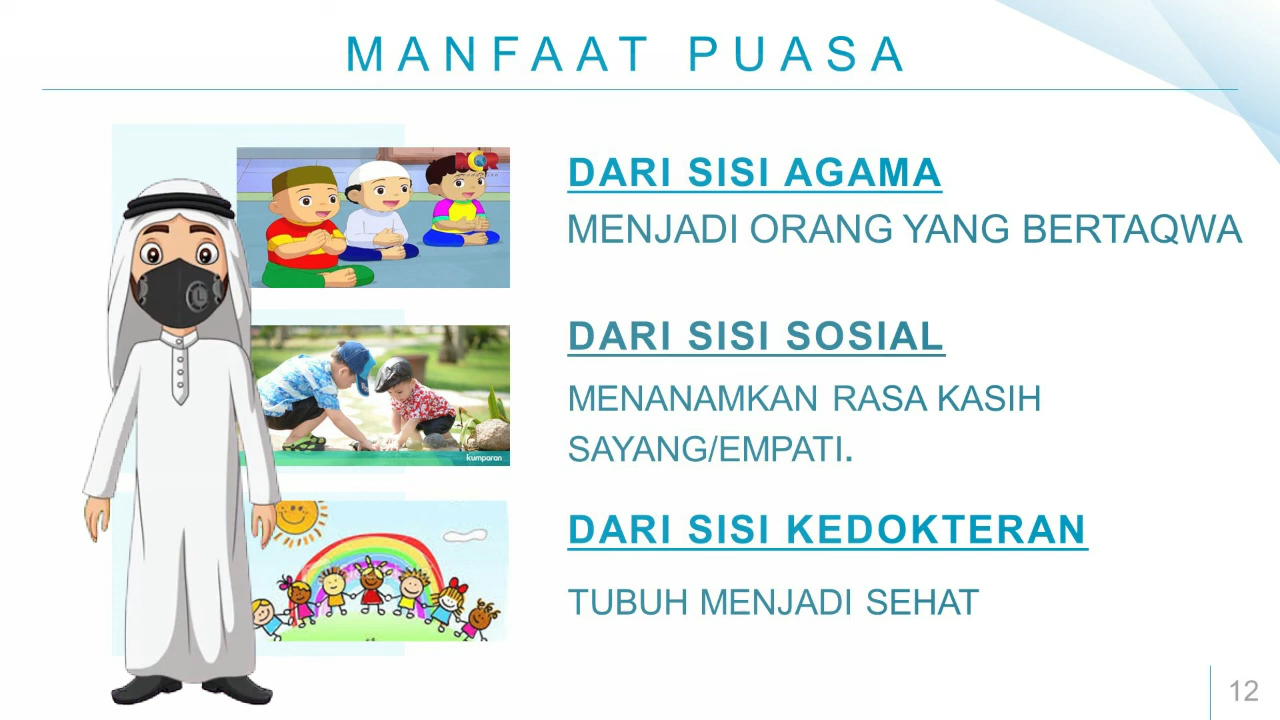 MANFAAT PUASA
DARI SISI AGAMA
MENJADI ORANG YANG BERTAQWA
DARI SISI SOSIAL
MENANAMKAN RASA KASIH
SAYANG/EMPATI.
kumparan
DARI SISI KEDOKTERAN
TUBUH MENJADI SEHAT
12